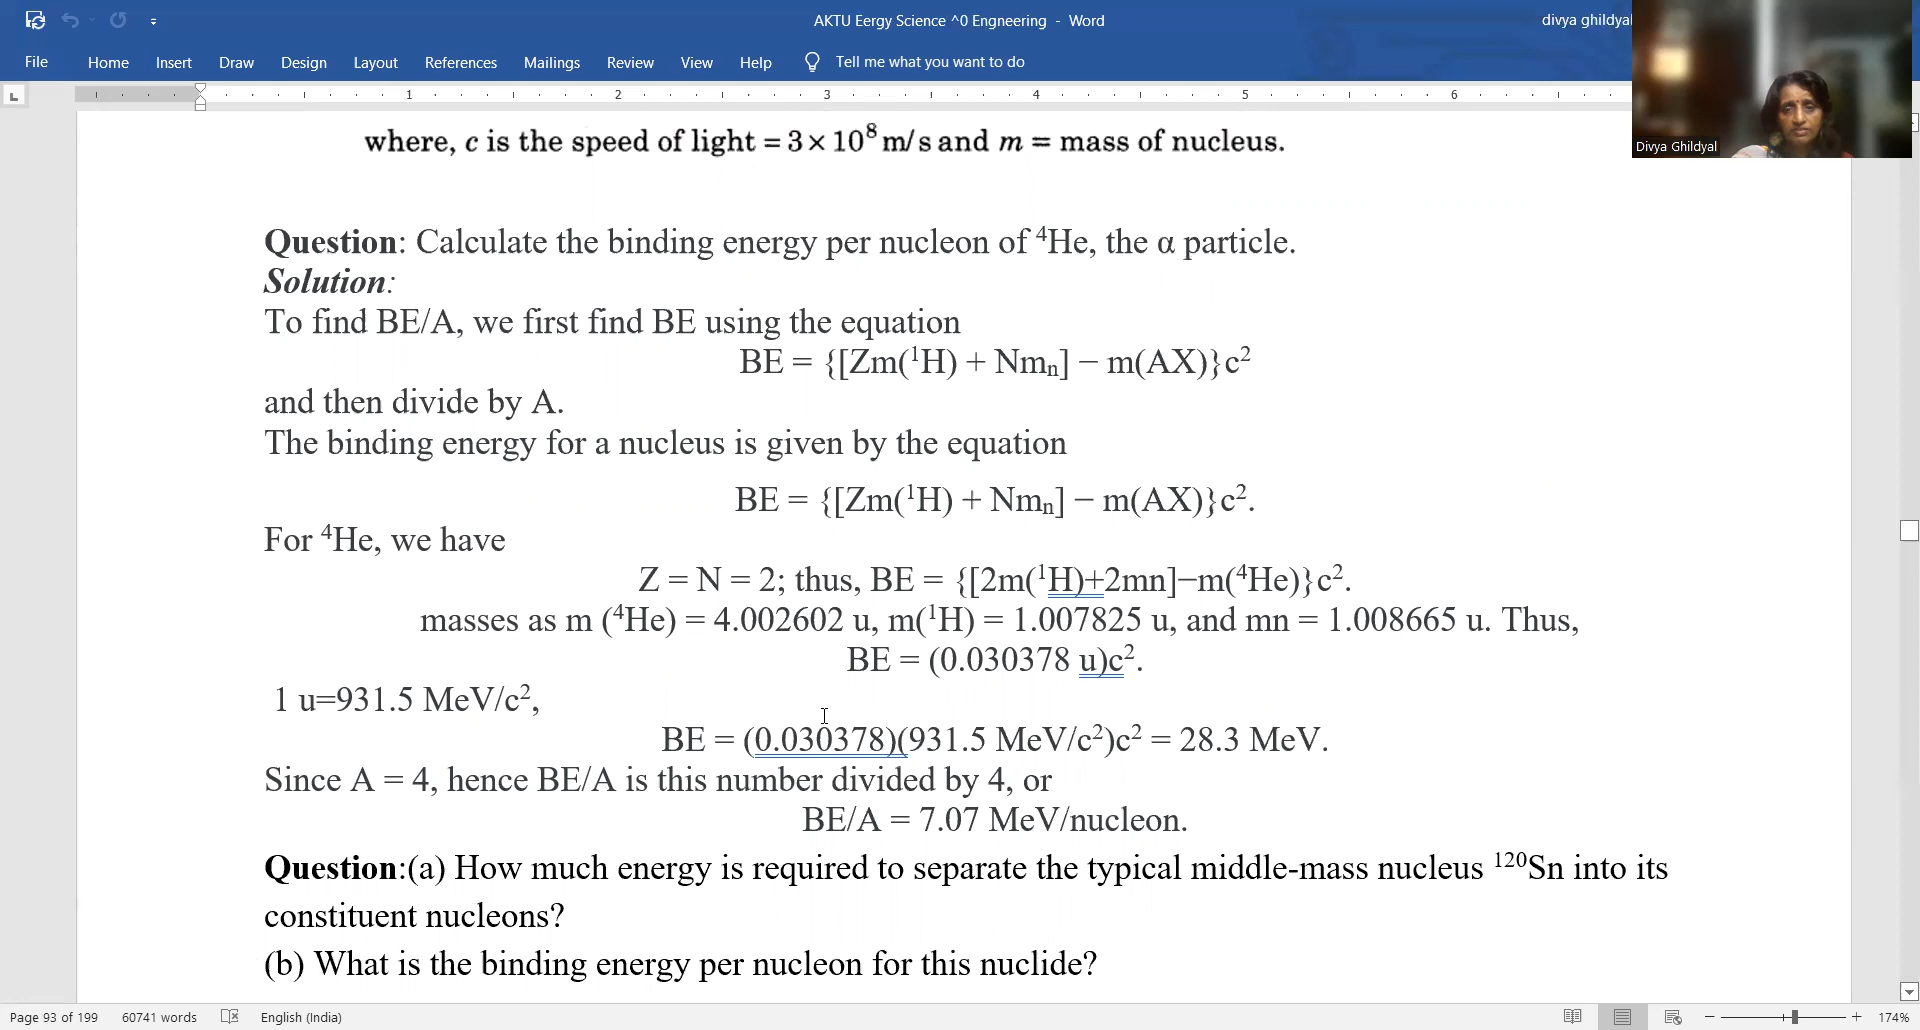 AKTU Eergy Science ^0 Engneering - Word
divya ghildyal
File Home Insert Draw Design Layout References Mailings Review View Help Tell me what you want to do
1 2 3 4 5 6
where, c is the speed of light = 3 × 10⁸ m/s and m = mass of nucleus.
Divya Ghildyal
Question: Calculate the binding energy per nucleon of ⁴He, the α particle.
Solution:
To find BE/A, we first find BE using the equation
BE = {[Zm(¹H) + Nmₙ] − m(AX)}c²
and then divide by A.
The binding energy for a nucleus is given by the equation
BE = {[Zm(¹H) + Nmₙ] − m(AX)}c².
For ⁴He, we have
Z = N = 2; thus, BE = {[2m(¹H)+2mn]−m(⁴He)}c².
masses as m (⁴He) = 4.002602 u, m(¹H) = 1.007825 u, and mn = 1.008665 u. Thus,
BE = (0.030378 u)c².
1 u=931.5 MeV/c²,
BE = (0.030378)(931.5 MeV/c²)c² = 28.3 MeV.
Since A = 4, hence BE/A is this number divided by 4, or
BE/A = 7.07 MeV/nucleon.
Question:(a) How much energy is required to separate the typical middle-mass nucleus ¹²⁰Sn into its
constituent nucleons?
(b) What is the binding energy per nucleon for this nuclide?
Page 93 of 199 60741 words English (India) 174%